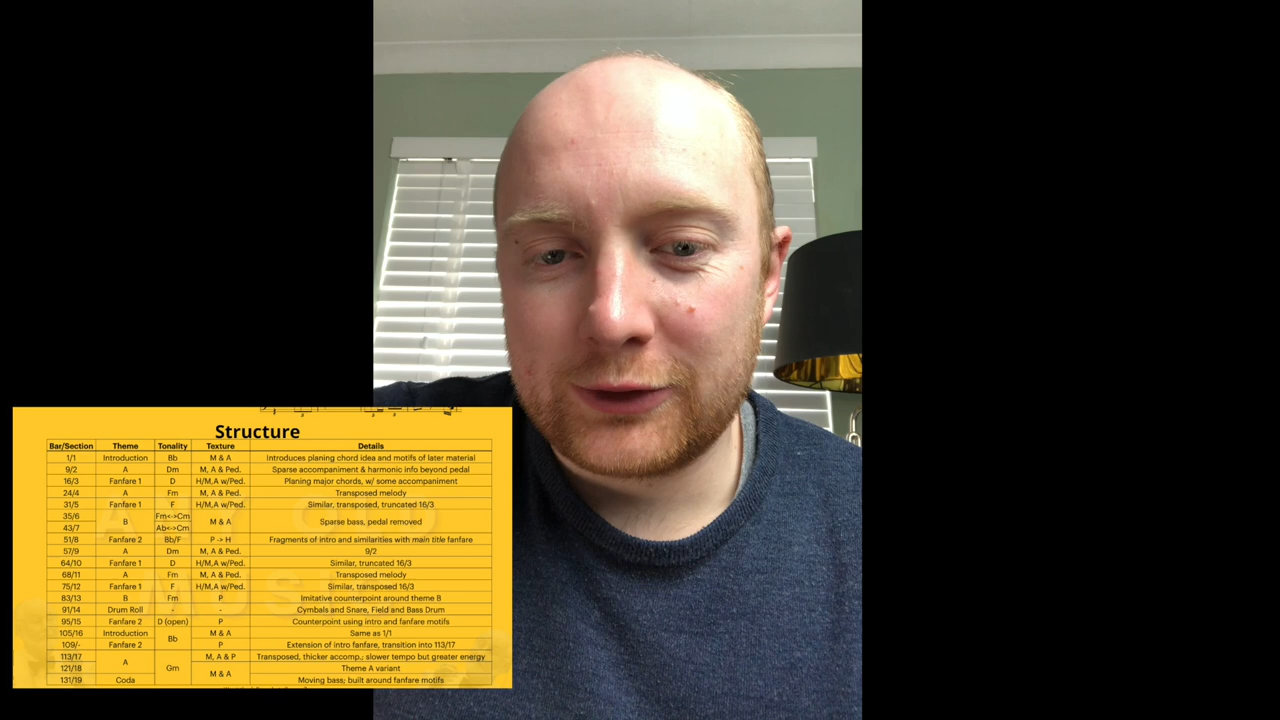 Structure
Bar/Section Theme Tonality Texture Details
1/1 Introduction Bb M & A Introduces planing chord idea and motifs of later material
9/2 A Dm M, A & Ped. Sparse accompaniment & harmonic info beyond pedal
16/3 Fanfare 1 D H/M,A w/Ped. Planing major chords, w/ some accompaniment
24/4 A Fm M, A & Ped. Transposed melody
31/5 Fanfare 1 F H/M,A w/Ped. Similar, transposed, truncated 16/3
35/6 B Fm<->Cm M & A Sparse bass, pedal removed
43/7 Ab<->Cm
51/8 Fanfare 2 Bb/F P -> H Fragments of intro and similarities with main title fanfare
57/9 A Dm M, A & Ped. 9/2
64/10 Fanfare 1 D H/M,A w/Ped. Similar, truncated 16/3
68/11 A Fm M, A & Ped. Transposed melody
75/12 Fanfare 1 F H/M,A w/Ped. Similar, transposed 16/3
83/13 B Fm P Imitative counterpoint around theme B
91/14 Drum Roll - - Cymbals and Snare, Field and Bass Drum
95/15 Fanfare 2 D (open) P Counterpoint using intro and fanfare motifs
105/16 Introduction Bb M & A Same as 1/1
109/- Fanfare 2 P Extension of intro fanfare, transition into 113/17
113/17 A Gm M, A & P Transposed, thicker accomp.; slower tempo but greater energy
121/18 M & A Theme A variant
131/19 Coda Moving bass; built around fanfare motifs